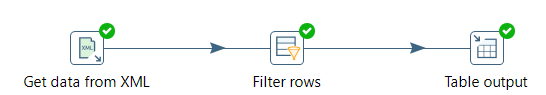 XML
Get data from XML
Filter rows
Table output